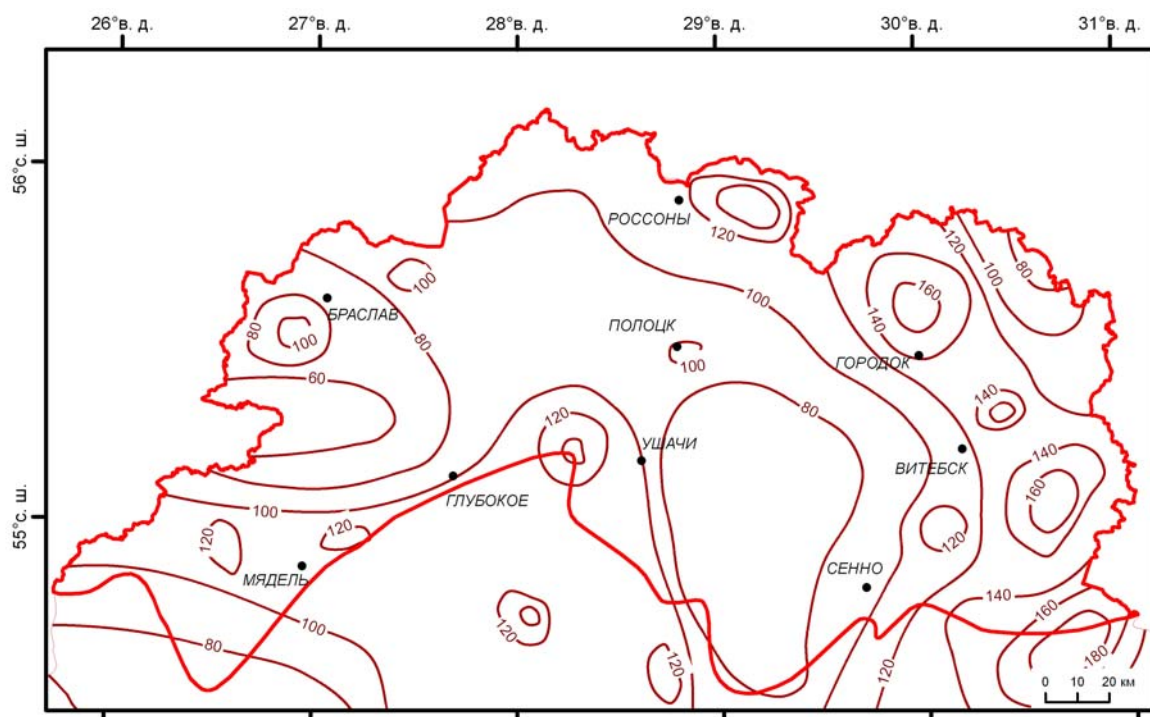 26°в. д.
27°в. д.
28°в. д.
29°в. д.
30°в. д.
31°в. д.
56°с. ш.
РОССОНЫ
120
120
100
80
100
80
БРАСЛАВ
100
160
80
100
140
ПОЛОЦК
100
ГОРОДОК
80
60
80
140
120
УШАЧИ
ВИТЕБСК
140
160
ГЛУБОКОЕ
100
55°с. ш.
120
120
120
МЯДЕЛЬ
СЕННО
140
100
120
160
80
120
120
180
0 10 20 км